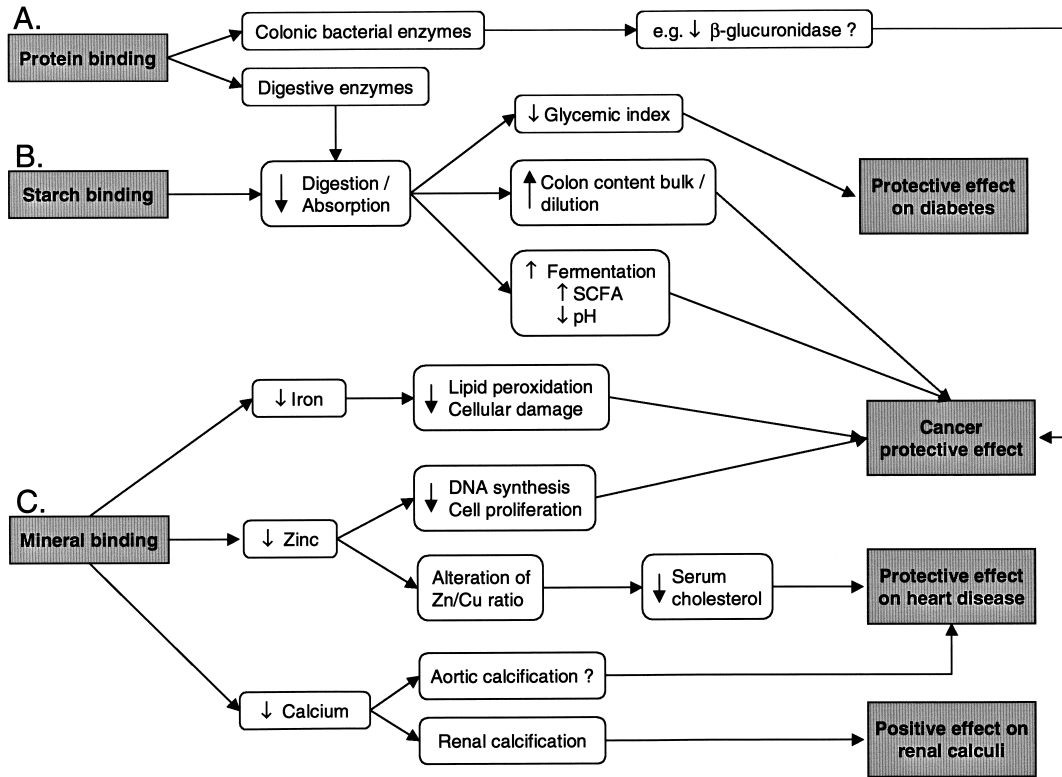 A.
Protein binding
Colonic bacterial enzymes
e.g. ↓ β-glucuronidase ?
Digestive enzymes
B.
Starch binding
↓ Digestion /
Absorption
↓ Glycemic index
↑ Colon content bulk /
dilution
↑ Fermentation
↑ SCFA
↓ pH
Protective effect
on diabetes
C.
Mineral binding
↓ Iron
↓ Lipid peroxidation
Cellular damage
Cancer
protective effect
↓ Zinc
↓ DNA synthesis
Cell proliferation
Alteration of
Zn/Cu ratio
↓ Serum
cholesterol
Protective effect
on heart disease
↓ Calcium
Aortic calcification ?
Renal calcification
Positive effect on
renal calculi